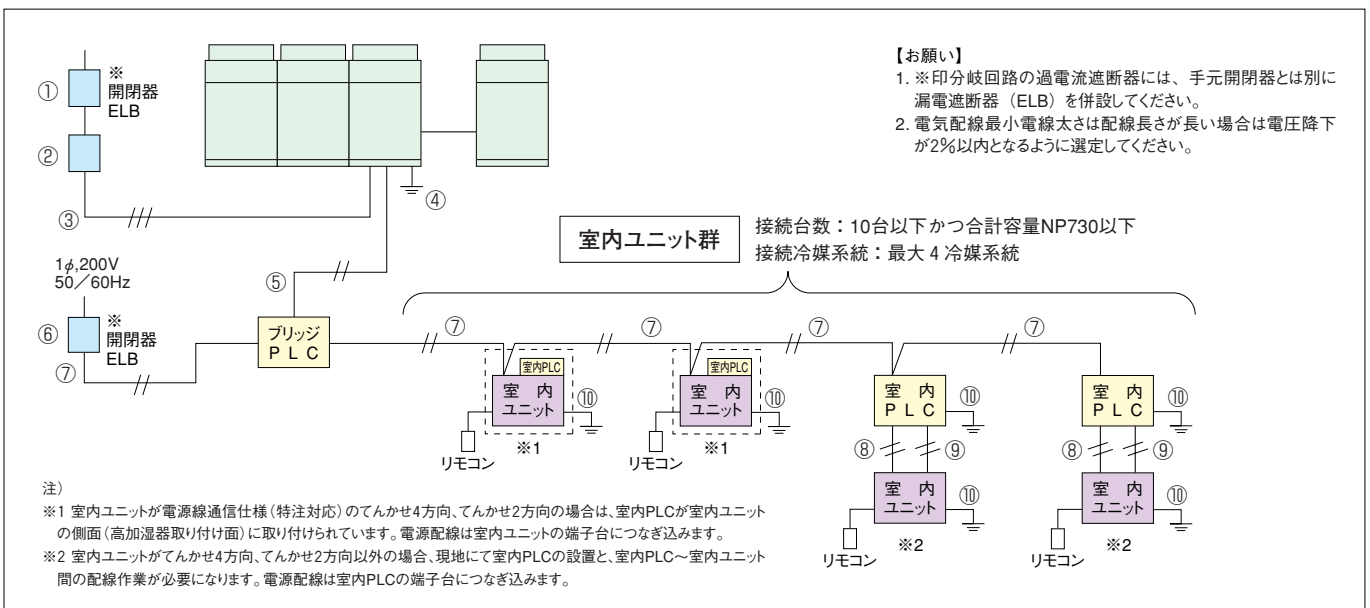 ①
※
開閉器
ELB
②
③
④
【お願い】
1. ※印分岐回路の過電流遮断器には、手元開閉器とは別に
漏電遮断器（ELB）を併設してください。
2. 電気配線最小電線太さは配線長さが長い場合は電圧降下
が2％以内となるように選定してください。
室内ユニット群
接続台数：10台以下かつ合計容量NP730以下
接続冷媒系統：最大４冷媒系統
1φ,200V
50／60Hz
⑤
⑥
※
開閉器
ELB
⑦
ブリッジ
ＰＬＣ
⑦
⑦
⑦
⑦
室内PLC
室内
ユニット
⑩
リモコン
※1
室内PLC
室内
ユニット
⑩
リモコン
※1
室内
ＰＬＣ
⑩
⑧
⑨
室内
ユニット
⑩
リモコン
※2
室内
ＰＬＣ
⑩
⑧
⑨
室内
ユニット
⑩
リモコン
※2
注）
※1 室内ユニットが電源線通信仕様（特注対応）のてんかせ4方向、てんかせ2方向の場合は、室内PLCが室内ユニット
の側面（高加湿器取り付け面）に取り付けられています。電源配線は室内ユニットの端子台につなぎ込みます。
※2 室内ユニットがてんかせ4方向、てんかせ2方向以外の場合、現地にて室内PLCの設置と、室内PLC～室内ユニット
間の配線作業が必要になります。電源配線は室内PLCの端子台につなぎ込みます。